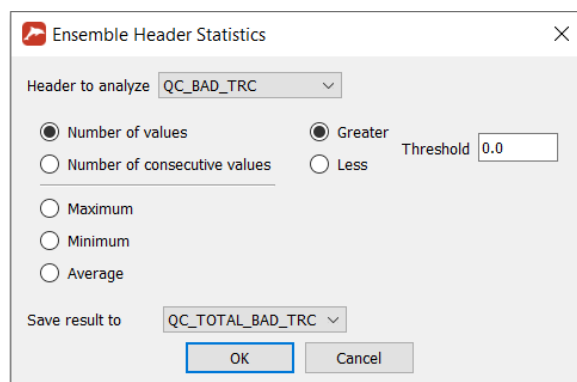 Ensemble Header Statistics
Header to analyze QC_BAD_TRC
Number of values Greater
Threshold 0.0
Number of consecutive values Less
Maximum
Minimum
Average
Save result to QC_TOTAL_BAD_TRC
OK Cancel